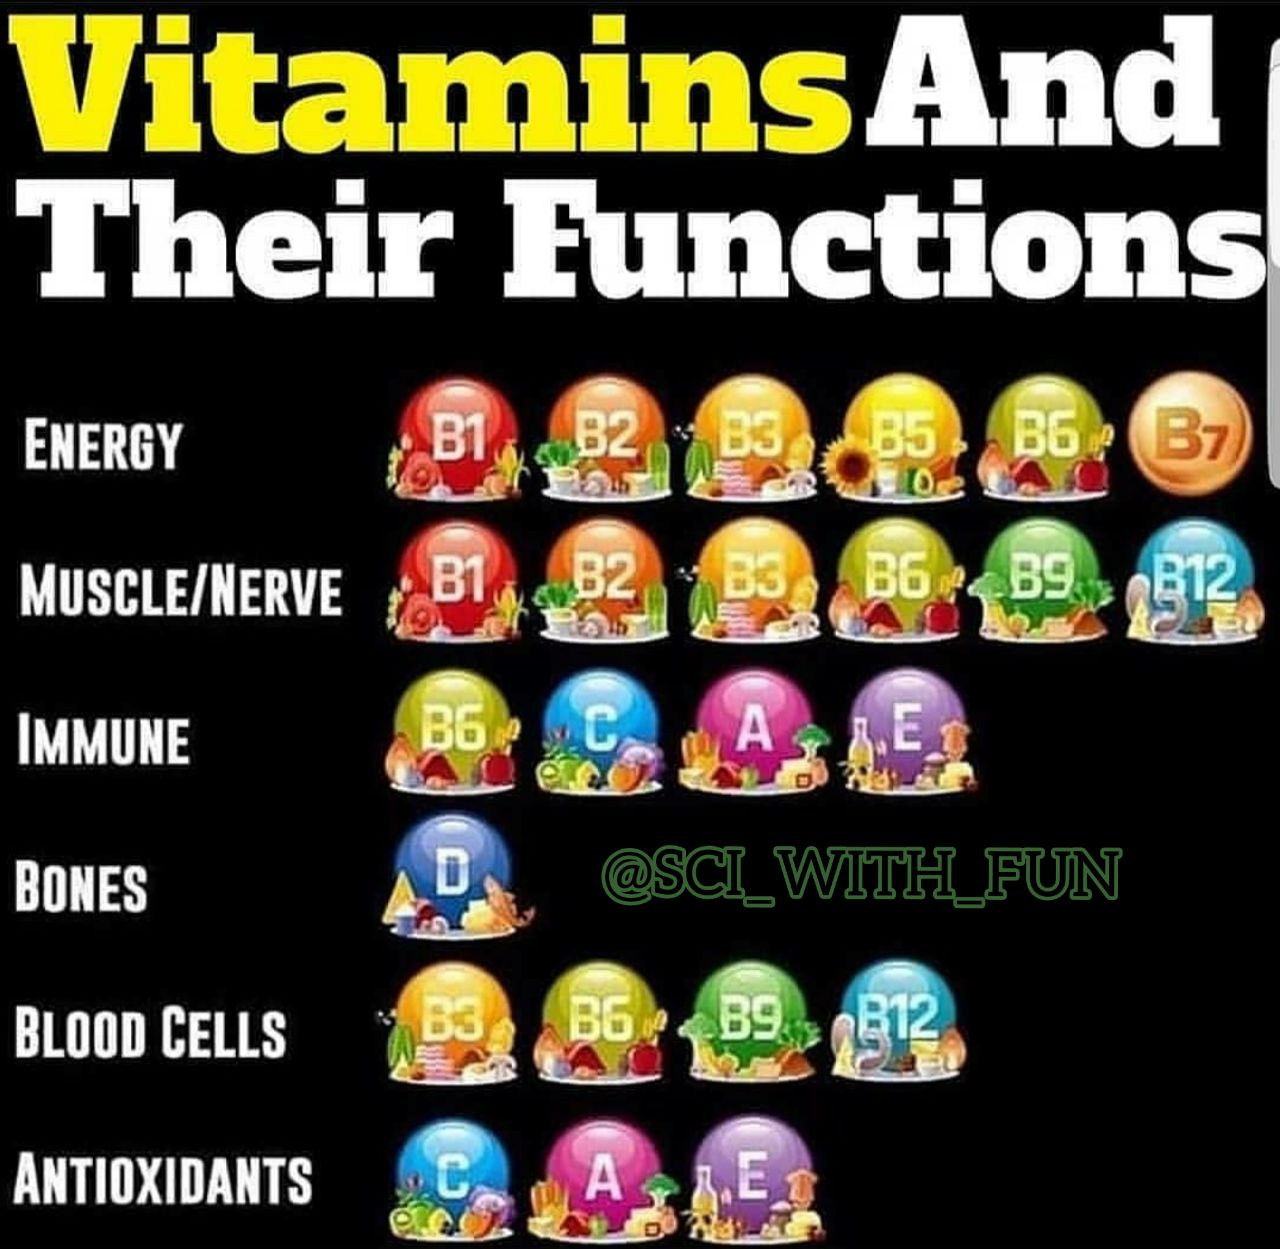 Vitamins And
Their Functions
ENERGY B1 B2 B3 B5 B6 B7
MUSCLE/NERVE B1 B2 B3 B6 B9 B12
IMMUNE B6 C A E
BONES D
@SCI_WITH_FUN
BLOOD CELLS B3 B6 B9 B12
ANTIOXIDANTS C A E